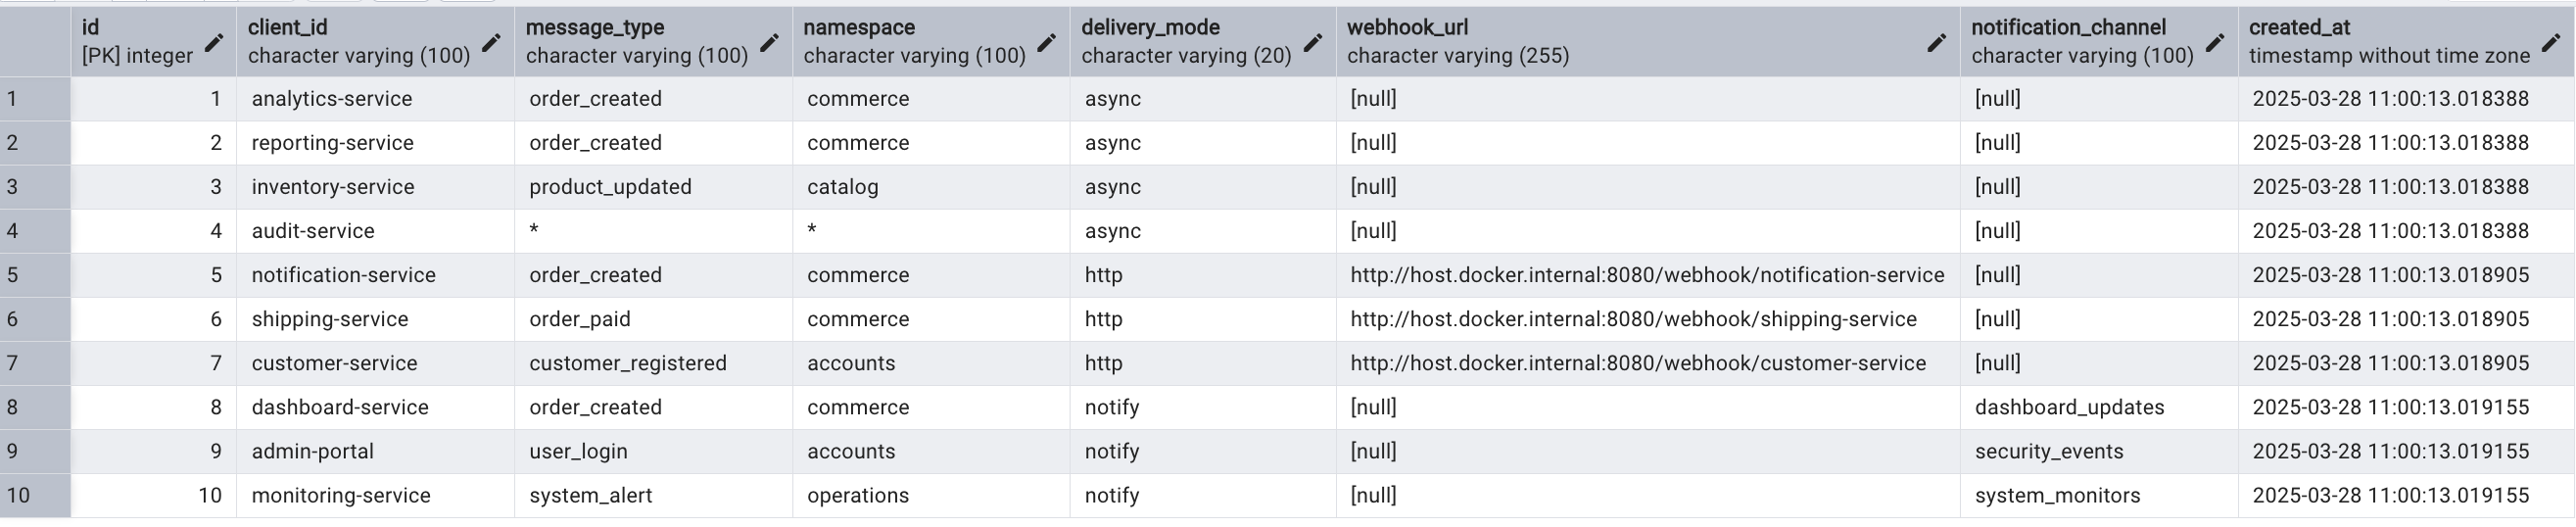 id client_id message_type namespace delivery_mode webhook_url notification_channel created_at
[PK] integer character varying (100) character varying (100) character varying (100) character varying (20) character varying (255) character varying (100) timestamp without time zone
1 1 analytics-service order_created commerce async [null] [null] 2025-03-28 11:00:13.018388
2 2 reporting-service order_created commerce async [null] [null] 2025-03-28 11:00:13.018388
3 3 inventory-service product_updated catalog async [null] [null] 2025-03-28 11:00:13.018388
4 4 audit-service * * async [null] [null] 2025-03-28 11:00:13.018388
5 5 notification-service order_created commerce http http://host.docker.internal:8080/webhook/notification-service [null] 2025-03-28 11:00:13.018905
6 6 shipping-service order_paid commerce http http://host.docker.internal:8080/webhook/shipping-service [null] 2025-03-28 11:00:13.018905
7 7 customer-service customer_registered accounts http http://host.docker.internal:8080/webhook/customer-service [null] 2025-03-28 11:00:13.018905
8 8 dashboard-service order_created commerce notify [null] dashboard_updates 2025-03-28 11:00:13.019155
9 9 admin-portal user_login accounts notify [null] security_events 2025-03-28 11:00:13.019155
10 10 monitoring-service system_alert operations notify [null] system_monitors 2025-03-28 11:00:13.019155